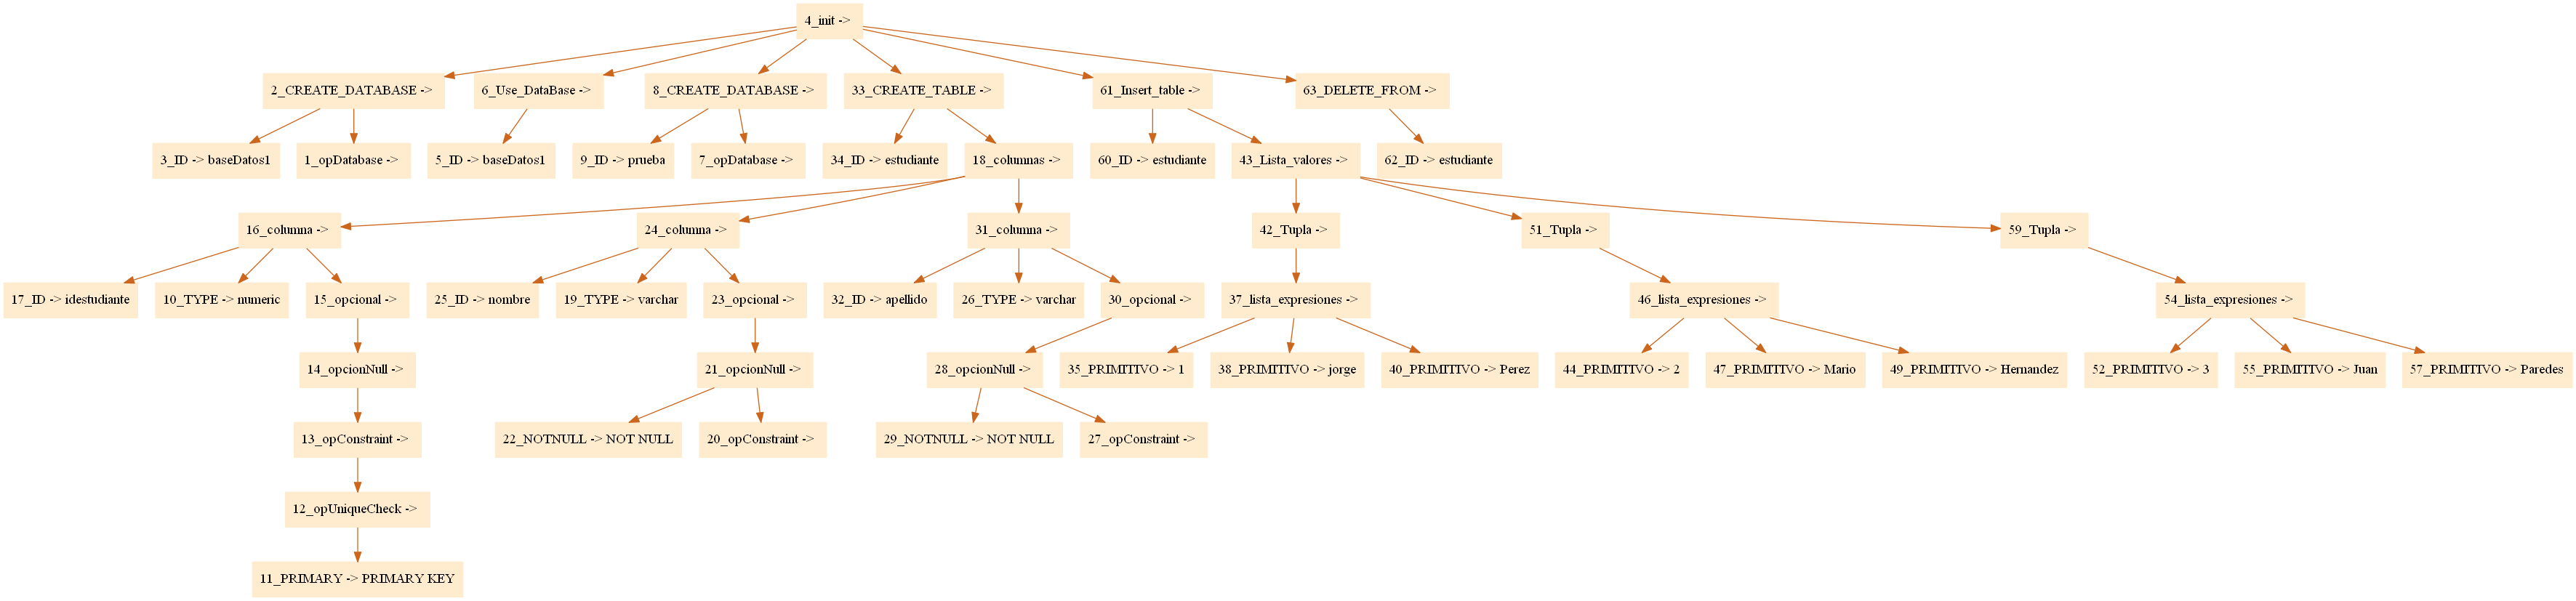 4_init ->
2_CREATE_DATABASE ->
6_Use_DataBase ->
8_CREATE_DATABASE ->
33_CREATE_TABLE ->
61_Insert_table ->
63_DELETE_FROM ->
3_ID -> baseDatos1
1_opDatabase ->
5_ID -> baseDatos1
9_ID -> prueba
7_opDatabase ->
34_ID -> estudiante
18_columnas ->
60_ID -> estudiante
43_Lista_valores ->
62_ID -> estudiante
16_columna ->
24_columna ->
31_columna ->
42_Tupla ->
51_Tupla ->
59_Tupla ->
17_ID -> idestudiante
10_TYPE -> numeric
15_opcional ->
25_ID -> nombre
19_TYPE -> varchar
23_opcional ->
32_ID -> apellido
26_TYPE -> varchar
30_opcional ->
37_lista_expresiones ->
46_lista_expresiones ->
54_lista_expresiones ->
14_opcionNull ->
21_opcionNull ->
28_opcionNull ->
35_PRIMITIVO -> 1
38_PRIMITIVO -> jorge
40_PRIMITIVO -> Perez
44_PRIMITIVO -> 2
47_PRIMITIVO -> Mario
49_PRIMITIVO -> Hernandez
52_PRIMITIVO -> 3
55_PRIMITIVO -> Juan
57_PRIMITIVO -> Paredes
13_opConstraint ->
22_NOTNULL -> NOT NULL
20_opConstraint ->
29_NOTNULL -> NOT NULL
27_opConstraint ->
12_opUniqueCheck ->
11_PRIMARY -> PRIMARY KEY